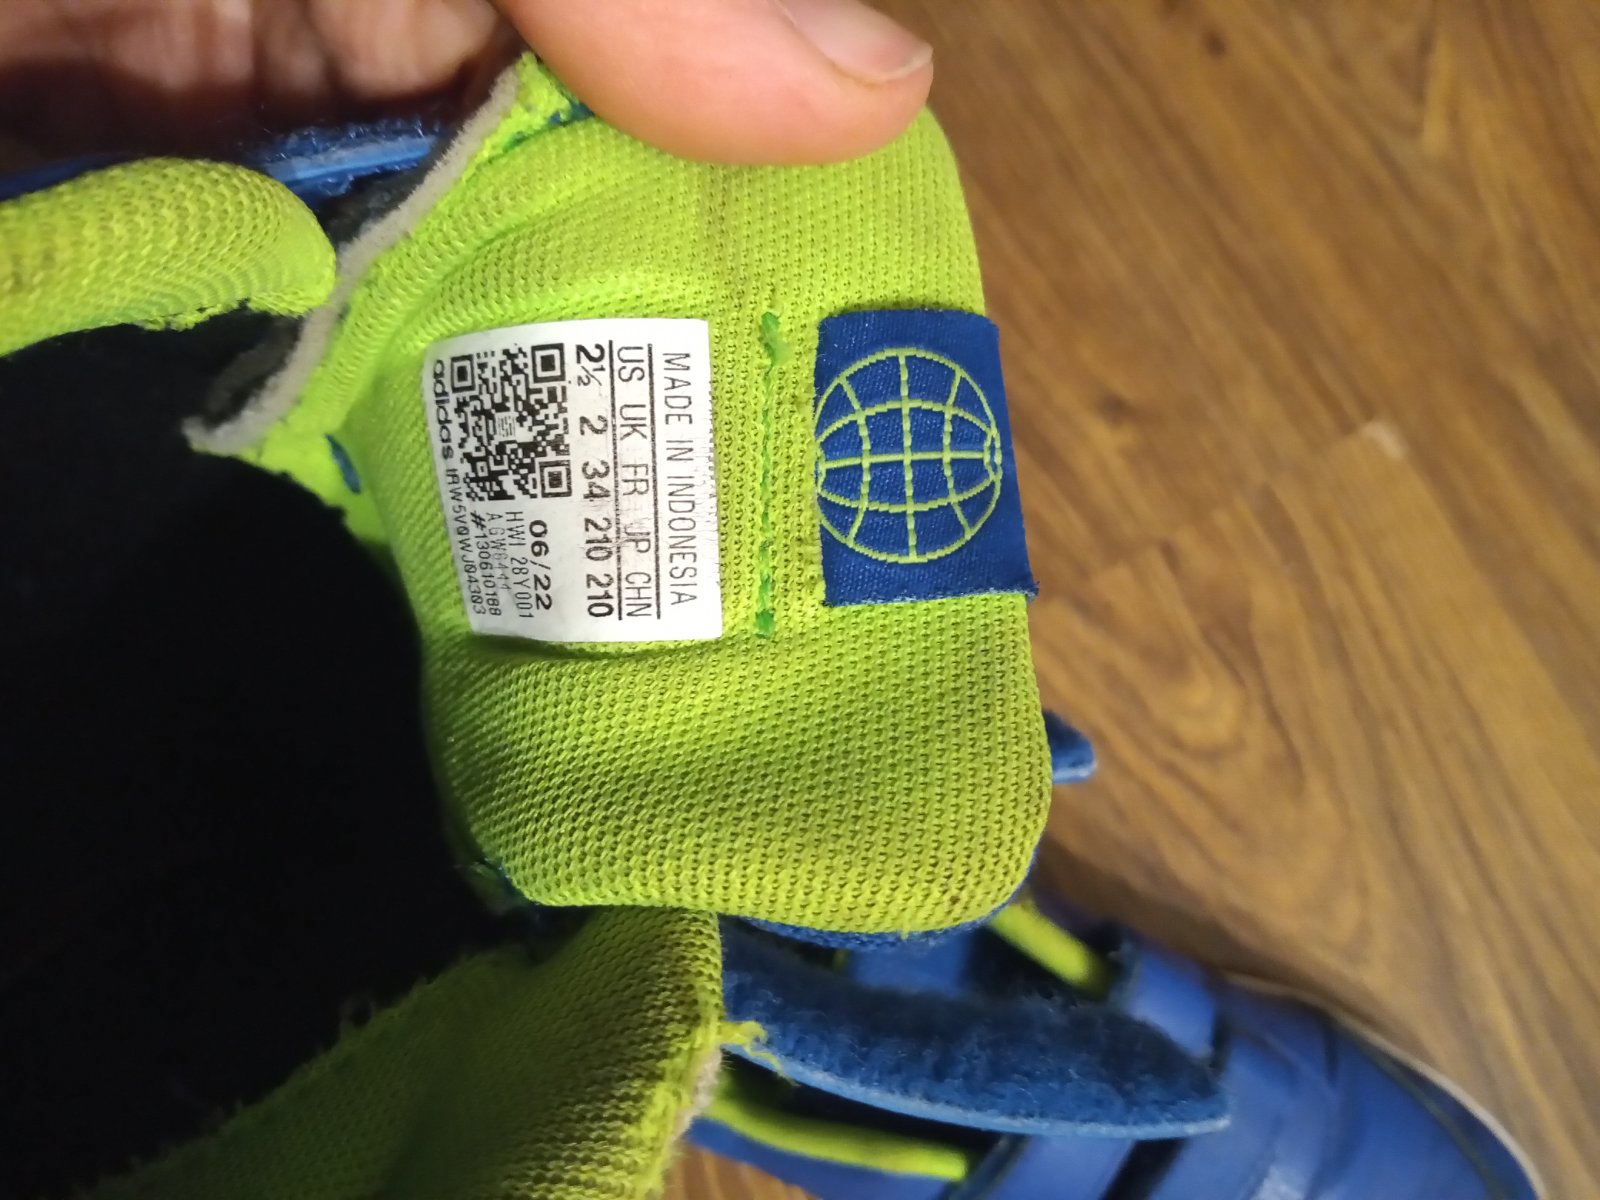 MADE IN INDONESIA
US UK FR JP CHN
2½ 2 34 210 210
06/22
HWI 28Y001
#130610188
adidas